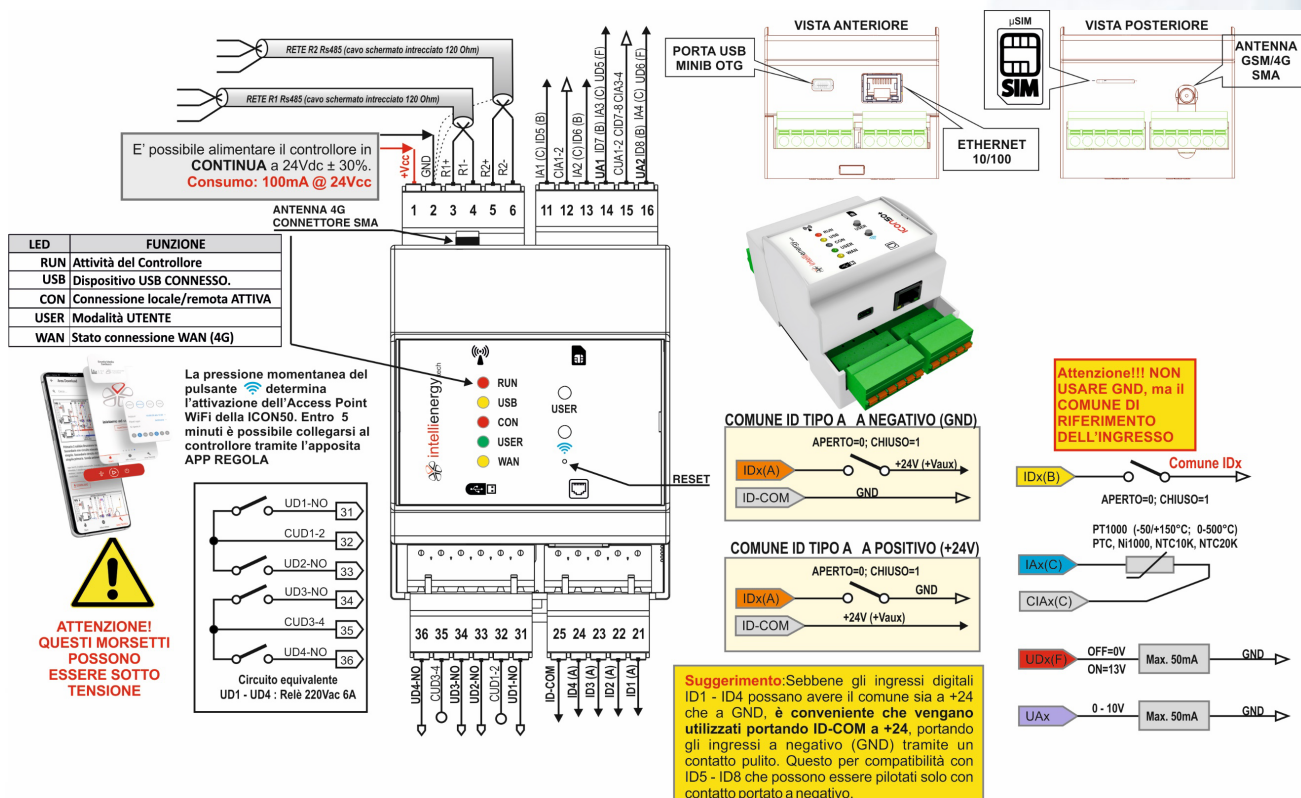 RETE R2 Rs485 (cavo schermato intrecciato 120 Ohm)
RETE R1 Rs485 (cavo schermato intrecciato 120 Ohm)
E' possibile alimentare il controllore in
CONTINUA a 24Vdc ± 30%.
Consumo: 100mA @ 24Vcc
+Vcc
GND
R1+
R1-
R2+
R2-
IA1 (C) ID5 (B)
CIA1-2
IA2 (C) ID6 (B)
UA1 ID7 (B) IA3 (C) UD5 (F)
CUA1-2 CID7-8 CIA3-4
UA2 ID8 (B) IA4 (C) UD6 (F)
1 2 3 4 5 6
11 12 13 14 15 16
ANTENNA 4G
CONNETTORE SMA
LED FUNZIONE
RUN Attività del Controllore
USB Dispositivo USB CONNESSO.
CON Connessione locale/remota ATTIVA
USER Modalità UTENTE
WAN Stato connessione WAN (4G)
La pressione momentanea del
pulsante determina
l'attivazione dell'Access Point
WiFi della ICON50. Entro 5
minuti è possibile collegarsi al
controllore tramite l'apposita
APP REGOLA
intellienergy tech
RUN
USB
CON
USER
WAN
USER
RESET
UD1-NO 31
CUD1-2 32
UD2-NO 33
UD3-NO 34
CUD3-4 35
UD4-NO 36
Circuito equivalente
UD1 - UD4 : Relè 220Vac 6A
ATTENZIONE!
QUESTI MORSETTI
POSSONO
ESSERE SOTTO
TENSIONE
36 35 34 33 32 31
25 24 23 22 21
UD4-NO
CUD3-4
UD3-NO
UD2-NO
CUD1-2
UD1-NO
ID-COM
ID4 (A)
ID3 (A)
ID2 (A)
ID1 (A)
VISTA ANTERIORE
PORTA USB
MINIB OTG
ETHERNET
10/100
µSIM
SIM
VISTA POSTERIORE
ANTENNA
GSM/4G
SMA
intellienergy
iCON50+
RUN
USB
CON
USER
WAN
USER
COMUNE ID TIPO A A NEGATIVO (GND)
APERTO=0; CHIUSO=1
IDx(A)
+24V (+Vaux)
ID-COM
GND
COMUNE ID TIPO A A POSITIVO (+24V)
APERTO=0; CHIUSO=1
IDx(A)
GND
ID-COM
+24V (+Vaux)
Suggerimento:Sebbene gli ingressi digitali
ID1 - ID4 possano avere il comune sia a +24
che a GND, è conveniente che vengano
utilizzati portando ID-COM a +24, portando
gli ingressi a negativo (GND) tramite un
contatto pulito. Questo per compatibilità con
ID5 - ID8 che possono essere pilotati solo con
contatto portato a negativo.
Attenzione!!! NON
USARE GND, ma il
COMUNE DI
RIFERIMENTO
DELL'INGRESSO
IDx(B)
Comune IDx
APERTO=0; CHIUSO=1
PT1000 (-50/+150°C; 0-500°C)
PTC, Ni1000, NTC10K, NTC20K
IAx(C)
CIAx(C)
UDx(F)
OFF=0V
ON=13V
Max. 50mA
GND
UAx
0 - 10V
Max. 50mA
GND